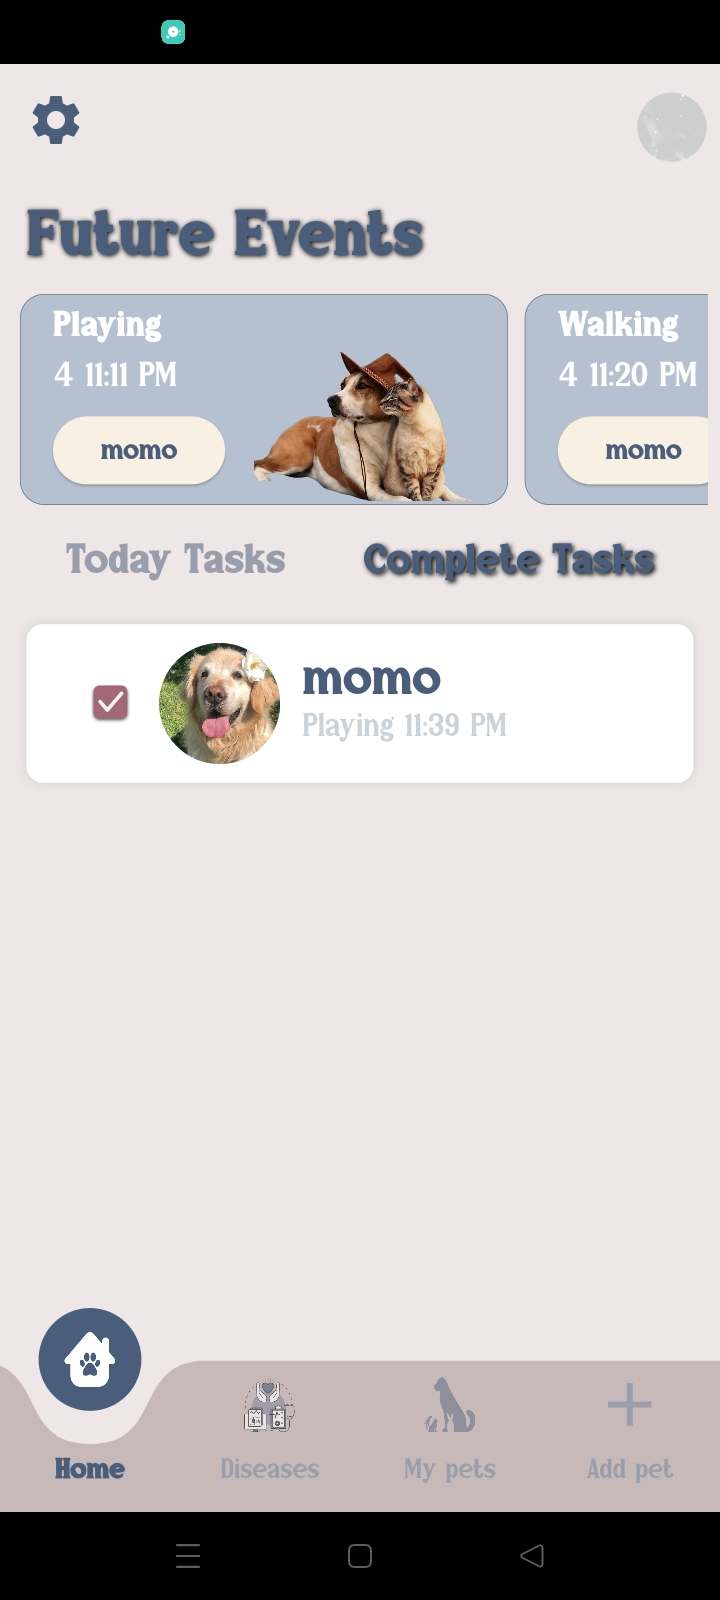 Future Events
Playing
4 11:11 PM
momo
Walking
4 11:20 PM
momo
Today Tasks
Complete Tasks
momo
Playing 11:39 PM
Home
Diseases
My pets
Add pet